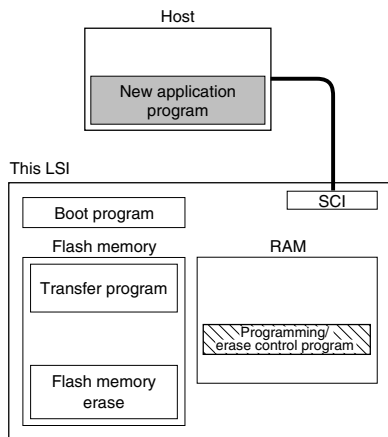 Host
New application
program
This LSI
SCI
Boot program
Flash memory
RAM
Transfer program
Programming/
erase control program
Flash memory
erase